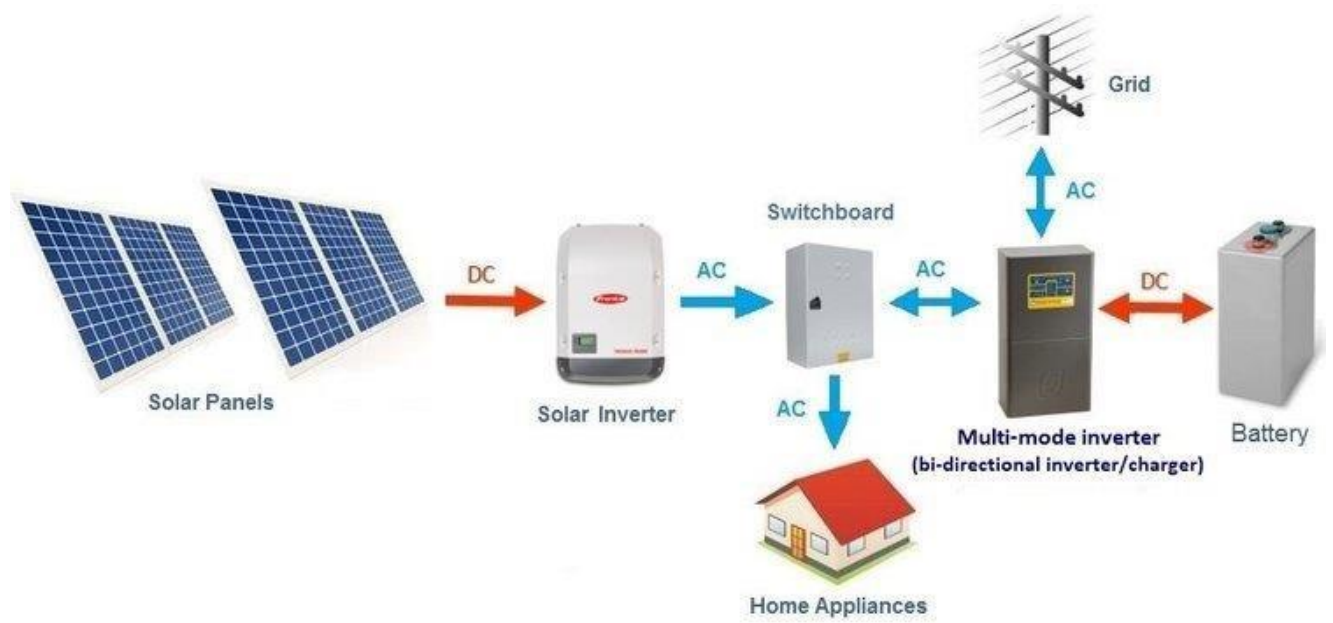 Grid
AC
Switchboard
DC
AC
AC
DC
Solar Panels
Solar Inverter
AC
Multi-mode inverter
(bi-directional inverter/charger)
Battery
Home Appliances